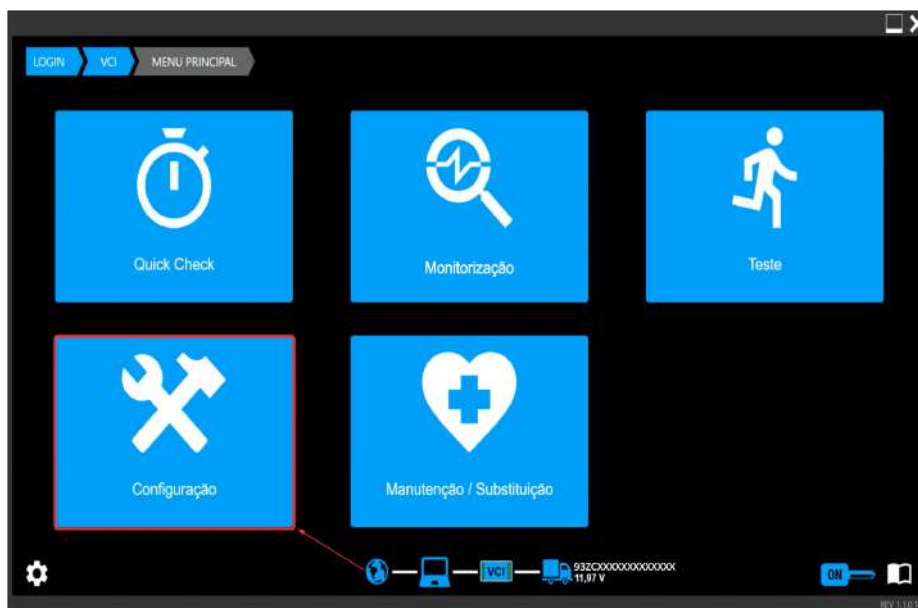 LOGIN
VCI
MENU PRINCIPAL
Quick Check
Monitorização
Teste
Configuração
Manutenção / Substituição
VCI
93ZCXXXXXXXXXXXXX
11,97 V
ON